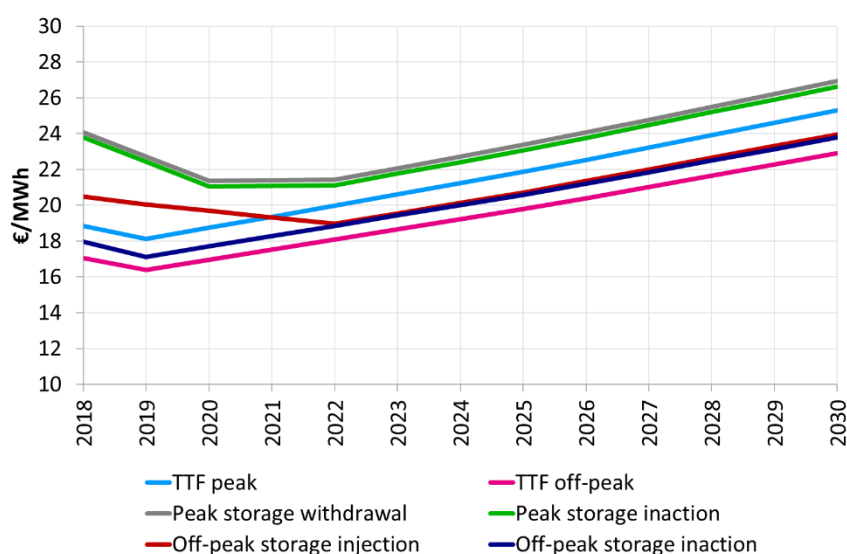 30
28
26
24
22
20
18
16
14
12
10
€/MWh
2018 2019 2020 2021 2022 2023 2024 2025 2026 2027 2028 2029 2030
TTF peak TTF off-peak
Peak storage withdrawal Peak storage inaction
Off-peak storage injection Off-peak storage inaction